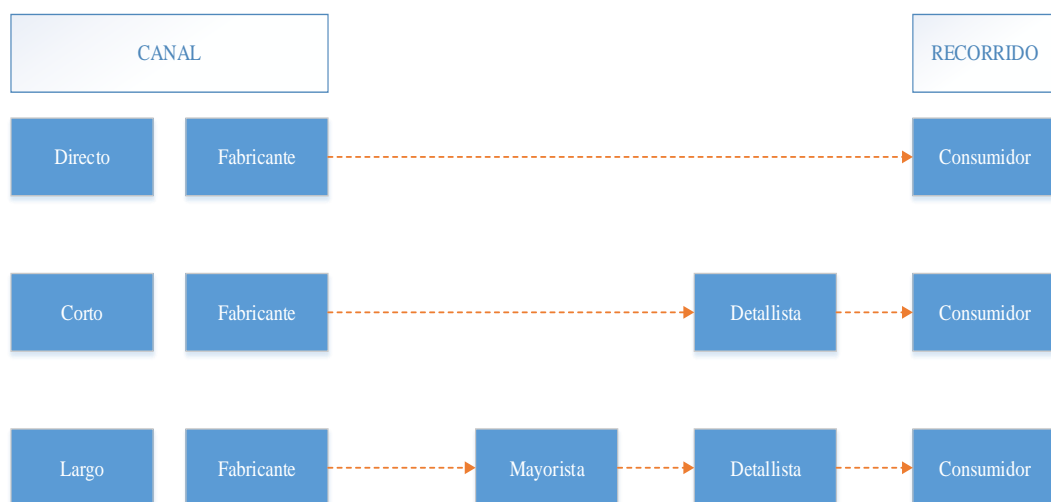 CANAL
RECORRIDO
Directo
Fabricante
Consumidor
Corto
Fabricante
Detallista
Consumidor
Largo
Fabricante
Mayorista
Detallista
Consumidor